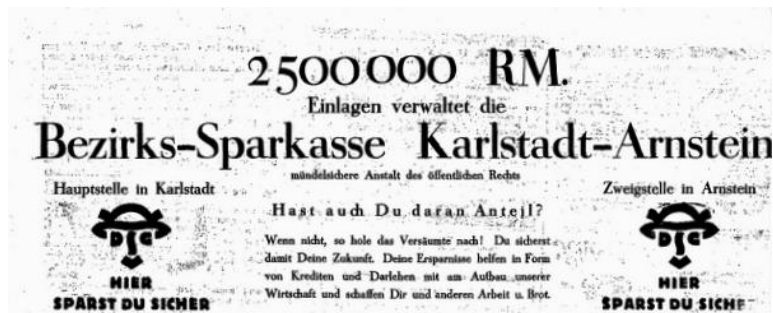 2500000 RM.
Einlagen verwaltet die
Bezirks-Sparkasse Karlstadt-Arnstein
mündelsichere Anstalt des öffentlichen Rechts
Hauptstelle in Karlstadt
Zweigstelle in Arnstein
Hast auch Du daran Anteil?
Wenn nicht, so hole das Versäumte nach! Du sicherst
damit Deine Zukunft. Deine Ersparnisse helfen in Form
von Krediten und Darlehen mit am Aufbau unserer
Wirtschaft und schaffen Dir und anderen Arbeit u. Brot.
DSG
HIER
SPARST DU SICHER
DSG
HIER
SPARST DU SICHE